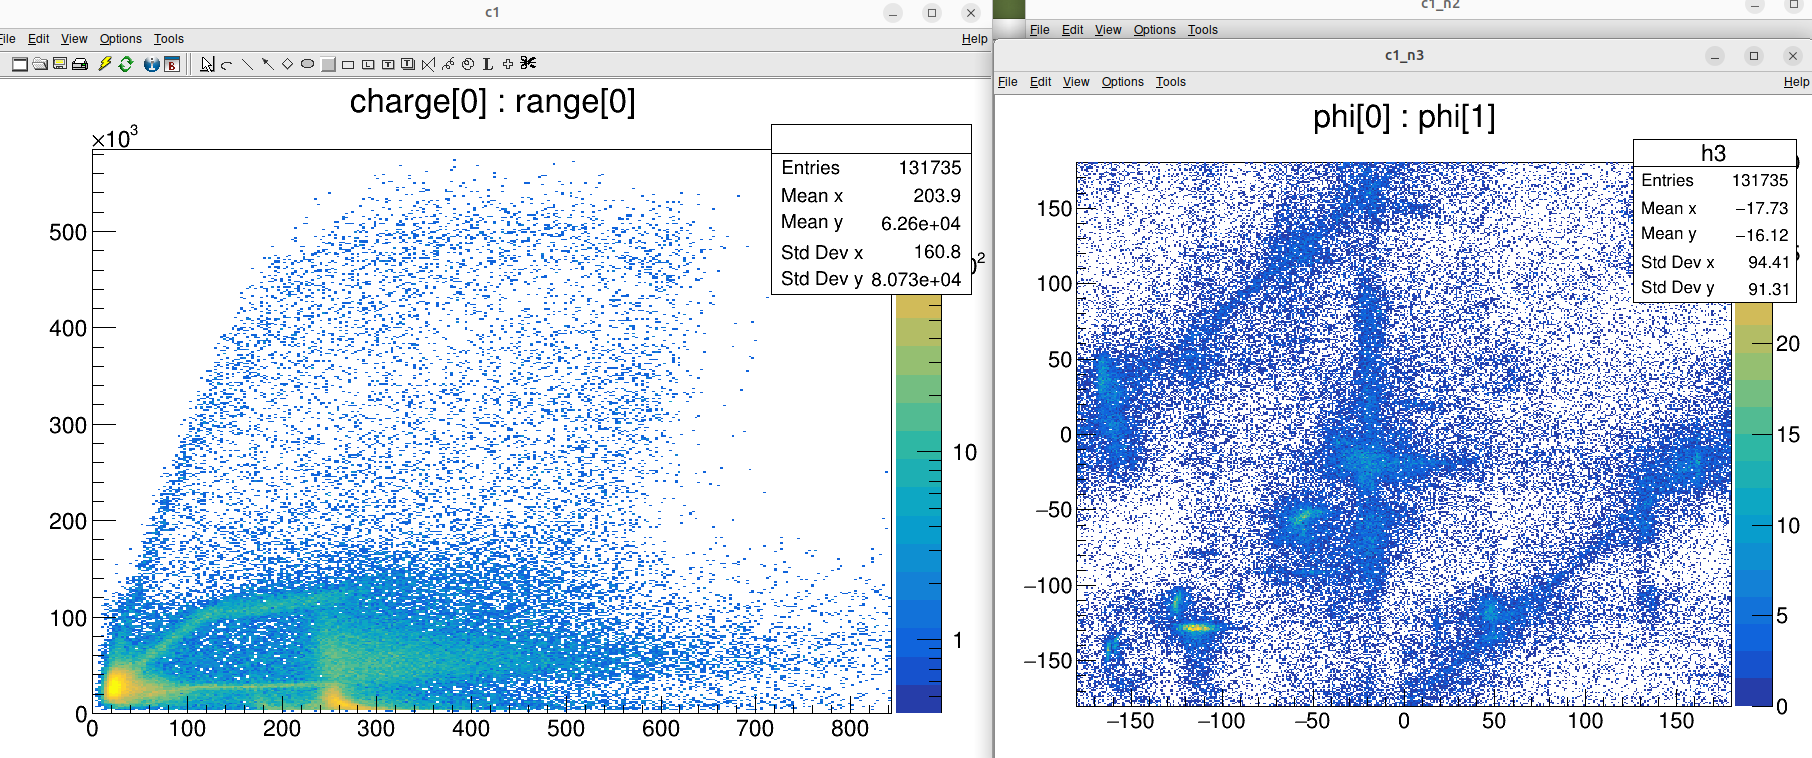 c1
File Edit View Options Tools Help
charge[0] : range[0]
×10³
Entries 131735
Mean x 203.9
Mean y 6.26e+04
Std Dev x 160.8
Std Dev y 8.073e+04
500
400
300
200
100
0
0 100 200 300 400 500 600 700 800
10
1
c1_n2
File Edit View Options Tools
c1_n3
File Edit View Options Tools Help
phi[0] : phi[1]
h3
Entries 131735
Mean x −17.73
Mean y −16.12
Std Dev x 94.41
Std Dev y 91.31
150
100
50
0
−50
−100
−150
−150 −100 −50 0 50 100 150
20
15
10
5
0